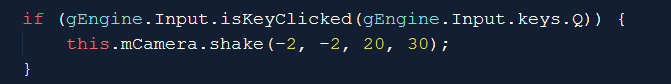 if (gEngine.Input.isKeyClicked(gEngine.Input.keys.Q)) {
    this.mCamera.shake(-2, -2, 20, 30);
}